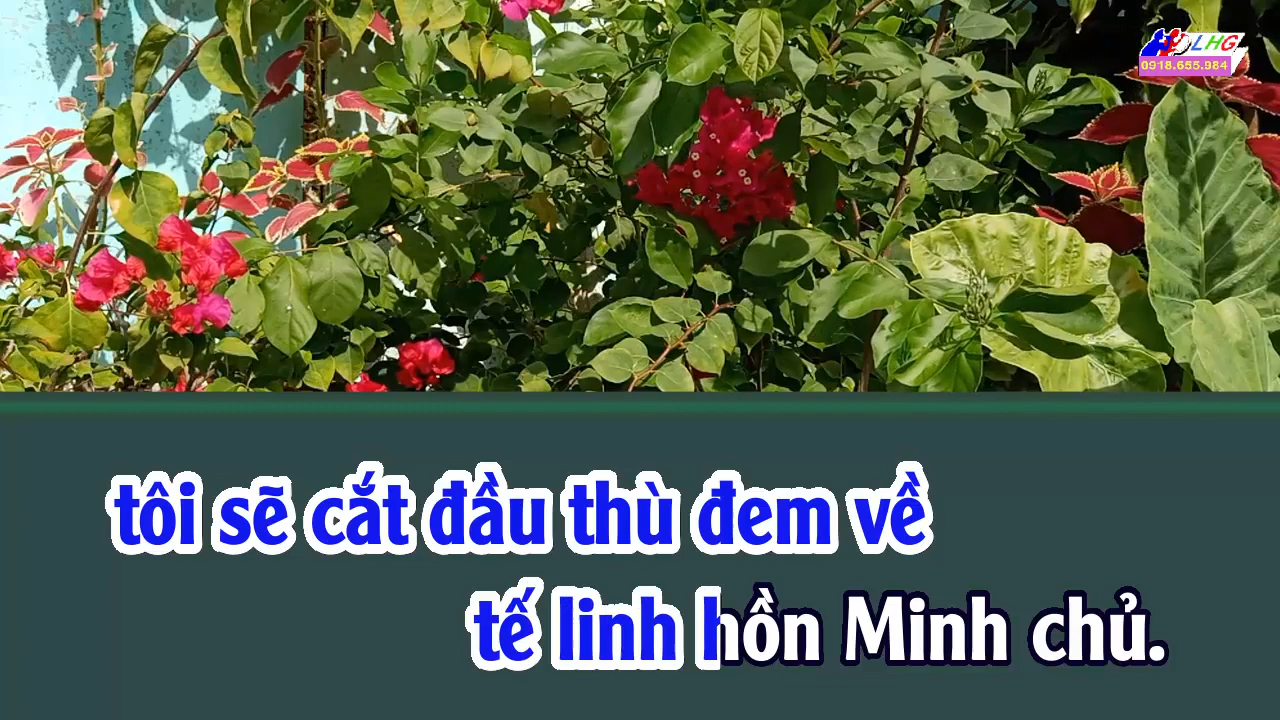 LHG
0918.655.984
tôi sẽ cắt đầu thù đem về
tế linh hồn Minh chủ.